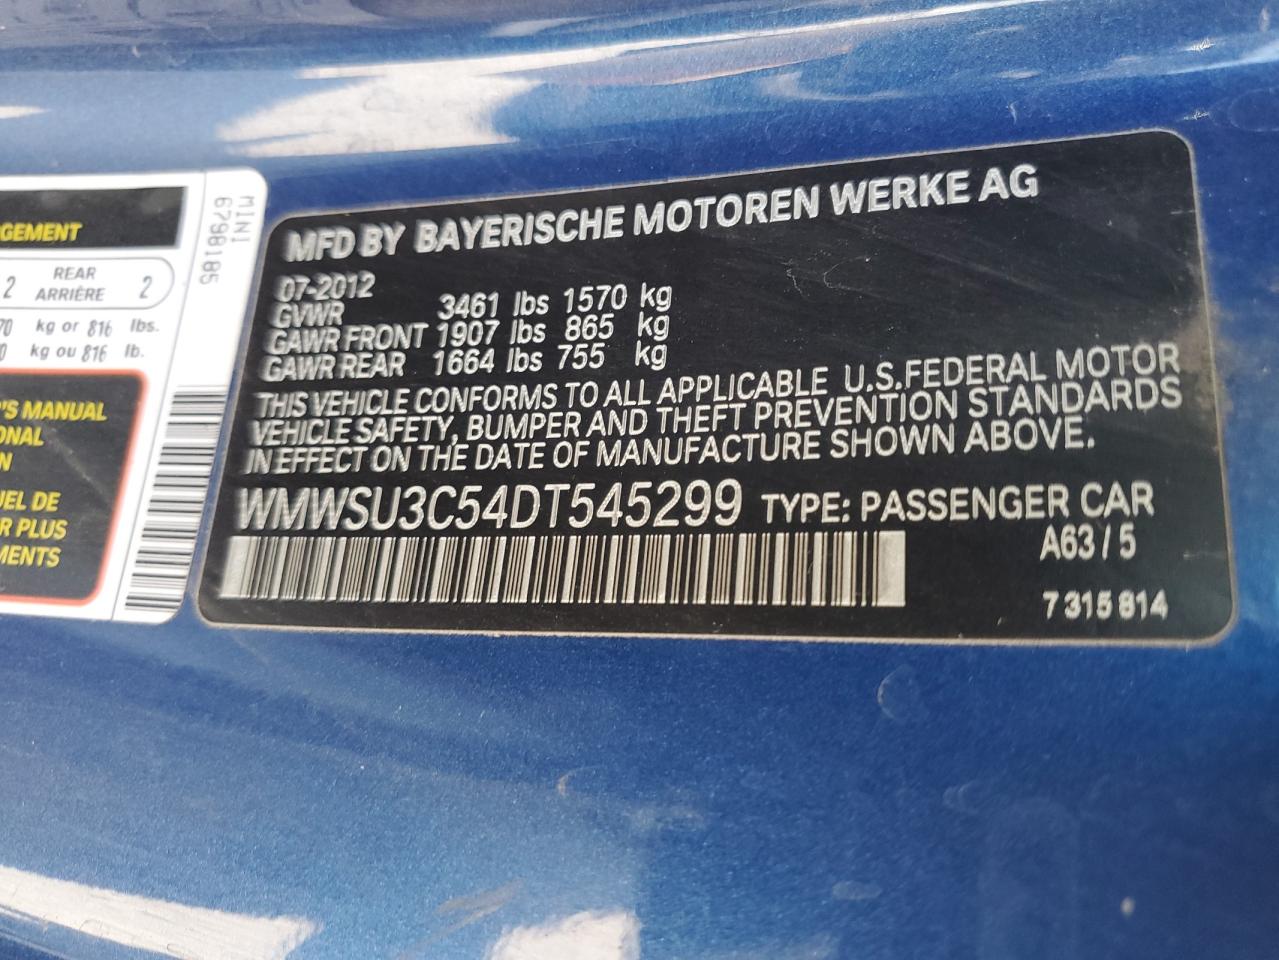 GEMENT
2 REAR ARRIÈRE 2
70 kg or 816 lbs.
0 kg ou 816 lb.
'S MANUAL
ONAL
N
UEL DE
R PLUS
MENTS
MINI
6798185
MFD BY BAYERISCHE MOTOREN WERKE AG
07-2012
GVWR 3461 lbs 1570 kg
GAWR FRONT 1907 lbs 865 kg
GAWR REAR 1664 lbs 755 kg
THIS VEHICLE CONFORMS TO ALL APPLICABLE U.S.FEDERAL MOTOR
VEHICLE SAFETY, BUMPER AND THEFT PREVENTION STANDARDS
IN EFFECT ON THE DATE OF MANUFACTURE SHOWN ABOVE.
WMWSU3C54DT545299 TYPE: PASSENGER CAR
A63/5
7 315 814